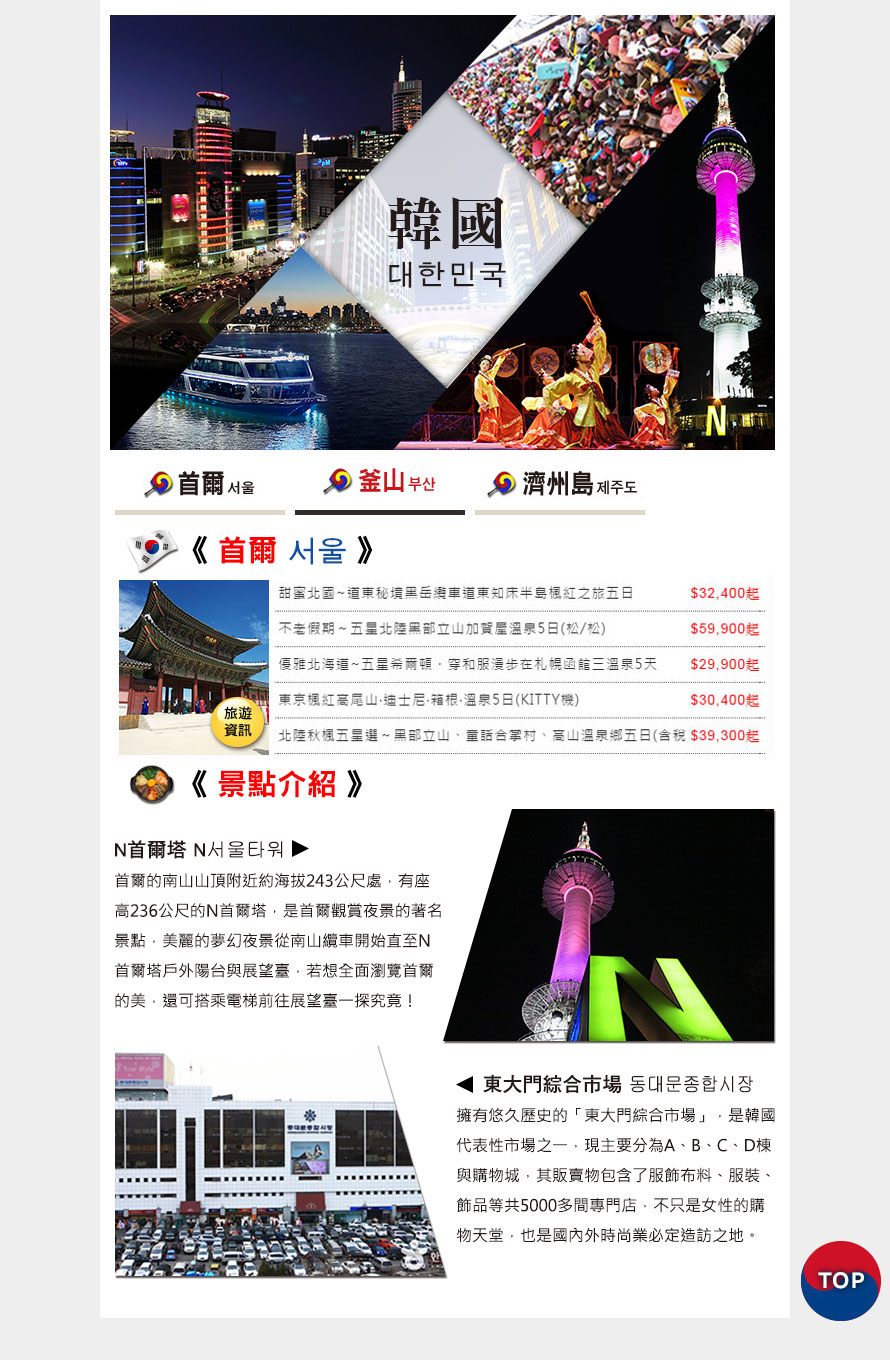 韓國
대한민국
首爾 서울
釜山 부산
濟州島 제주도
《 首爾 서울 》
旅遊
資訊
甜蜜北國~道東秘境黑岳纜車道東知床半島楓紅之旅五日 $32,400起
不老假期~五星北陸黑部立山加賀屋溫泉5日(松/松) $59,900起
優雅北海道~五星希爾頓．穿和服漫步在札幌函館三溫泉5天 $29,900起
東京楓紅高尾山‧迪士尼‧箱根‧溫泉5日(KITTY機) $30,400起
北陸秋楓五星選~黑部立山、童話合掌村、高山溫泉鄉五日(含稅 $39,300起
《 景點介紹 》
N首爾塔 N서울타워 ▶
首爾的南山山頂附近約海拔243公尺處，有座
高236公尺的N首爾塔，是首爾觀賞夜景的著名
景點，美麗的夢幻夜景從南山纜車開始直至N
首爾塔戶外陽台與展望臺，若想全面瀏覽首爾
的美，還可搭乘電梯前往展望臺一探究竟！
N
◀ 東大門綜合市場 동대문종합시장
擁有悠久歷史的「東大門綜合市場」，是韓國
代表性市場之一，現主要分為A、B、C、D棟
與購物城，其販賣物包含了服飾布料、服裝、
飾品等共5000多間專門店，不只是女性的購
物天堂，也是國內外時尚業必定造訪之地。
동대문종합시장
TOP